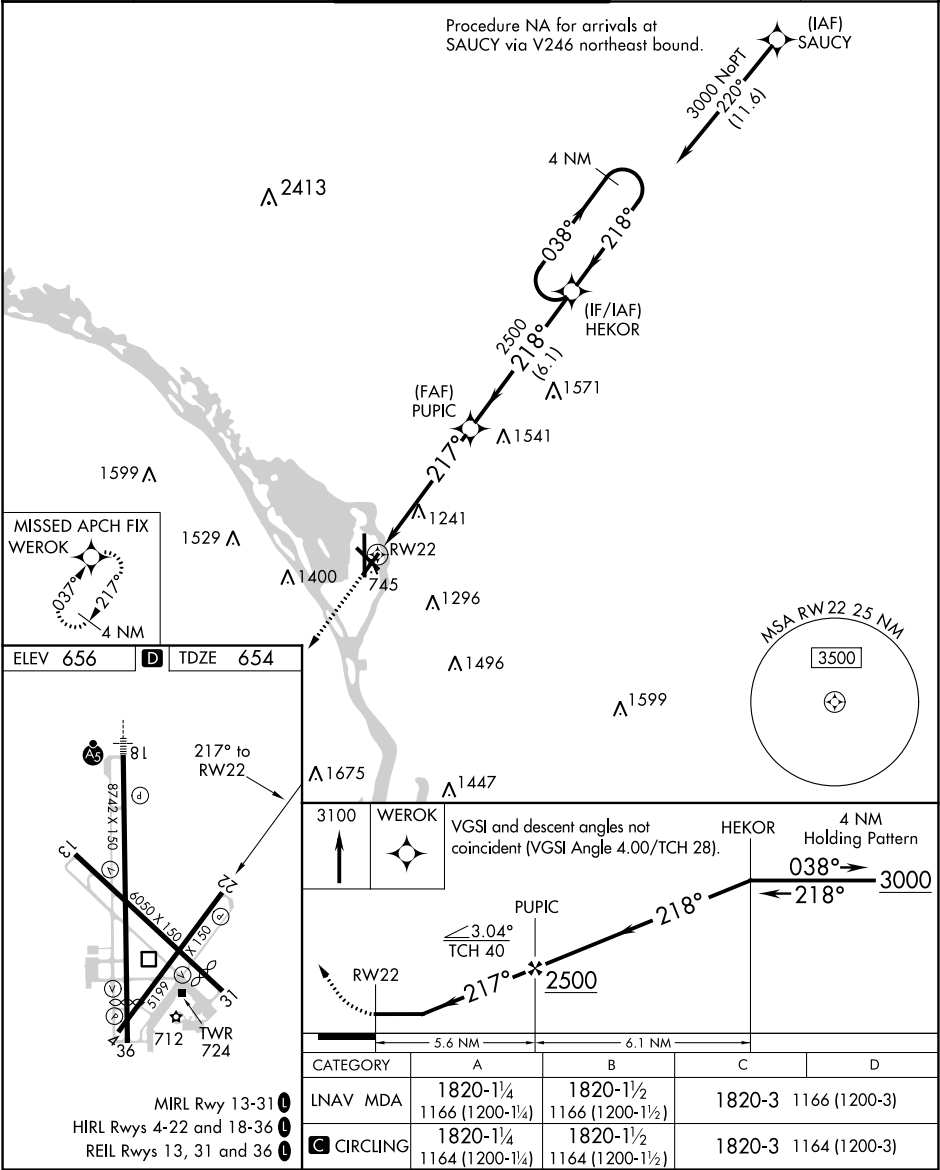 Procedure NA for arrivals at
SAUCY via V246 northeast bound.
(IAF)
SAUCY
3000 NoPT
220°
(11.6)
4 NM
2413
038°
218°
(IF/IAF)
HEKOR
2500
218°
(6.1)
1571
(FAF)
PUPIC
1541
217°
1599
1241
MISSED APCH FIX
WEROK
037°
217°
4 NM
1529
RW22
1400
745
1296
1496
1599
1675
1447
MSA RW 22 25 NM
3500
ELEV 656 D TDZE 654
A5
18
217° to
RW22
P
8742 X 150
13
V
22
6050 X 150
P
5199 X 150
V
V
31
P
4
36
712
TWR
724
MIRL Rwy 13-31 L
HIRL Rwys 4-22 and 18-36 L
REIL Rwys 13, 31 and 36 L
3100
WEROK
VGSI and descent angles not
coincident (VGSI Angle 4.00/TCH 28).
HEKOR
4 NM
Holding Pattern
038°
218°
3000
218°
PUPIC
3.04°
TCH 40
2500
217°
RW22
5.6 NM
6.1 NM
CATEGORY A B C D
LNAV MDA 1820-1¼ 1820-1½ 1820-3 1166 (1200-3)
1166 (1200-1¼) 1166 (1200-1½)
C CIRCLING 1820-1¼ 1820-1½ 1820-3 1164 (1200-3)
1164 (1200-1¼) 1164 (1200-1½)